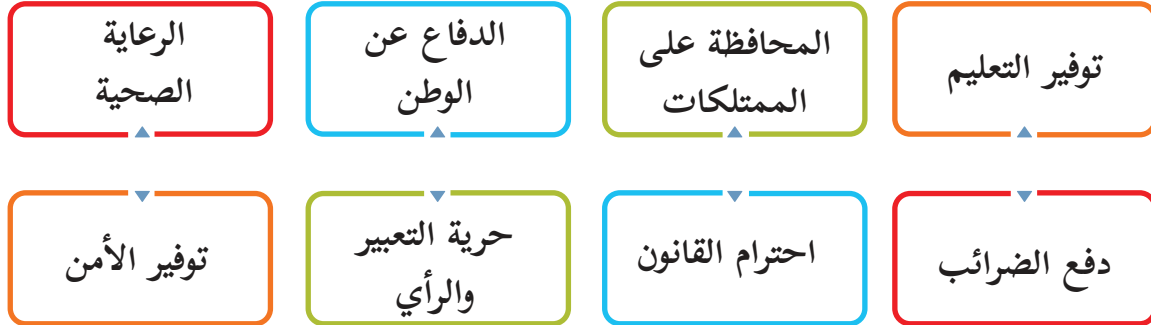 توفير التعليم
المحافظة على
الممتلكات
الدفاع عن
الوطن
الرعاية
الصحية
دفع الضرائب
احترام القانون
حرية التعبير
والرأي
توفير الأمن